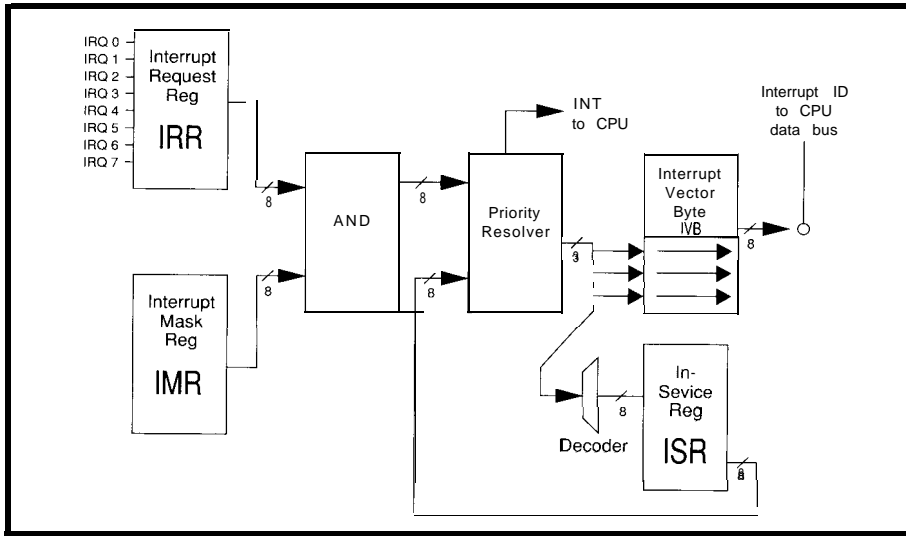 IRQ 0
IRQ 1
IRQ 2
IRQ 3
IRQ 4
IRQ 5
IRQ 6
IRQ 7
Interrupt
Request
Reg
IRR
8
Interrupt
Mask
Reg
IMR
8
AND
8
8
INT
to CPU
Priority
Resolver
3
Interrupt
Vector
Byte
IVB
8
Interrupt ID
to CPU
data bus
Decoder
8
In-
Sevice
Reg
ISR
8